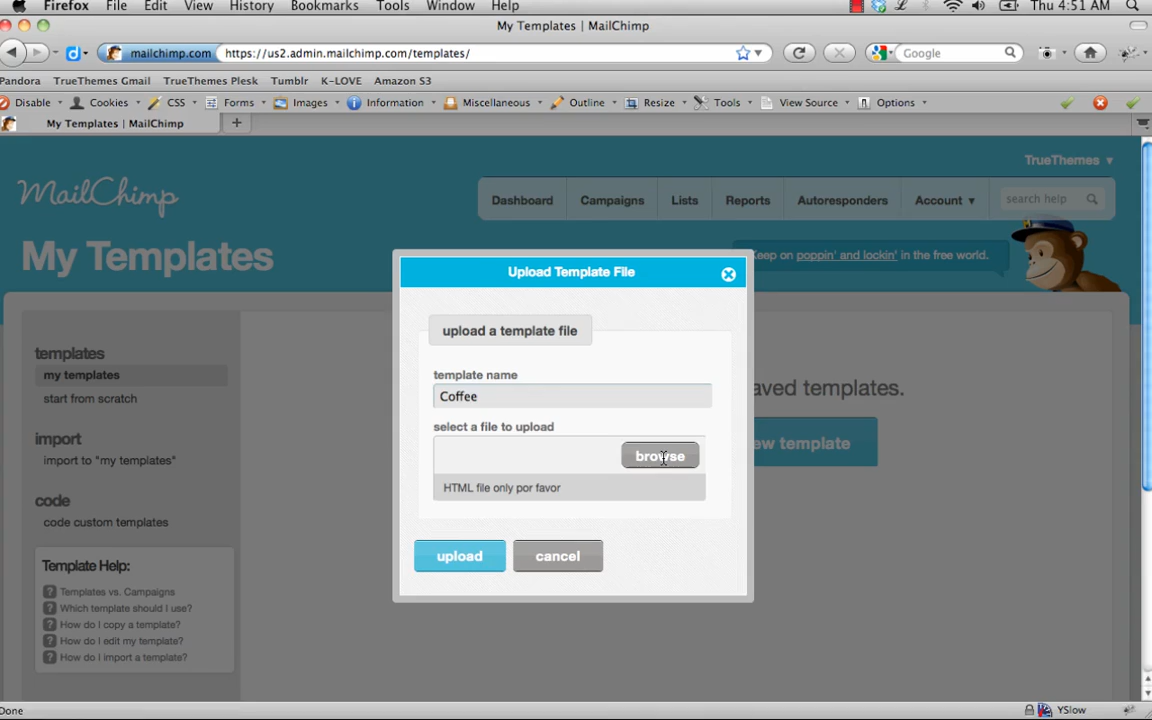 Firefox File Edit View History Bookmarks Tools Window Help Thu 4:51 AM
My Templates | MailChimp
mailchimp.com https://us2.admin.mailchimp.com/templates/ Google
Pandora TrueThemes Gmail TrueThemes Plesk Tumblr K-LOVE Amazon S3
Disable Cookies CSS Forms Images Information Miscellaneous Outline Resize Tools View Source Options
My Templates | MailChimp
TrueThemes
MailChimp
Dashboard Campaigns Lists Reports Autoresponders Account search help
My Templates
Keep on poppin' and lockin' in the free world.
Upload Template File
upload a template file
template name
Coffee
select a file to upload
browse
HTML file only por favor
upload cancel
templates
my templates
start from scratch
import
import to "my templates"
code
code custom templates
Template Help:
Templates vs. Campaigns
Which template should I use?
How do I copy a template?
How do I edit my template?
How do I import a template?
aved templates.
ew template
Done YSlow